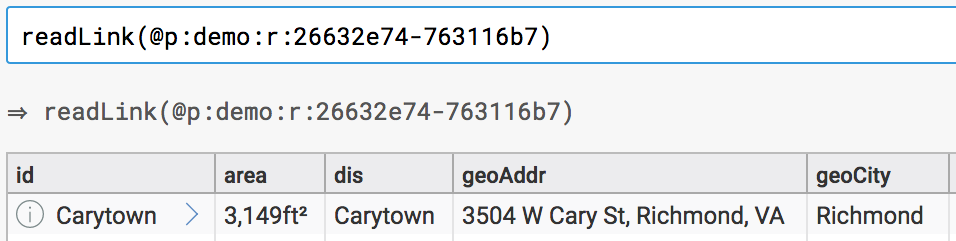 readLink(@p:demo:r:26632e74-763116b7)
⇒ readLink(@p:demo:r:26632e74-763116b7)
id area dis geoAddr geoCity
Carytown 3,149ft² Carytown 3504 W Cary St, Richmond, VA Richmond